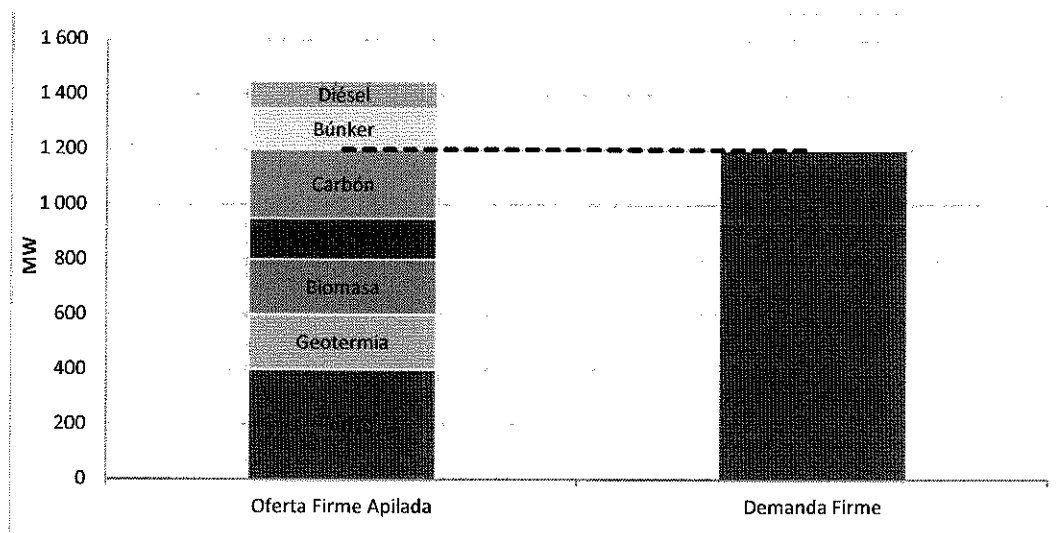 1 600
1 400
1 200
1 000
800
600
400
200
0
MW
Diésel
Búnker
Carbón
Biomasa
Geotermia
Oferta Firme Apilada
Demanda Firme